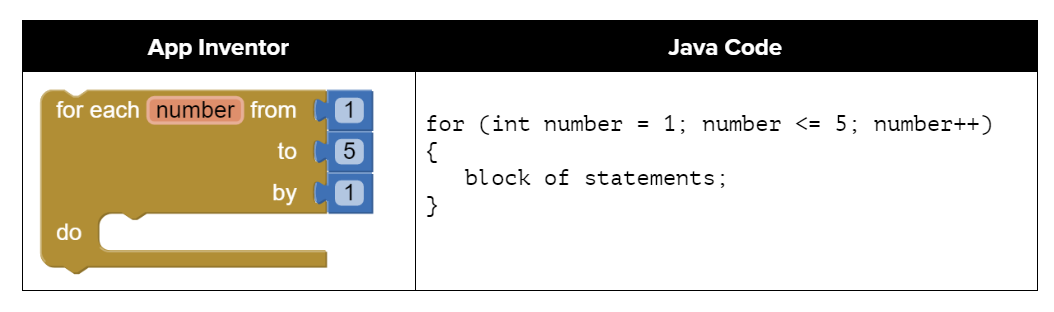 App Inventor
Java Code
for each number from 1
to 5
by 1
do
for (int number = 1; number <= 5; number++)
{
block of statements;
}